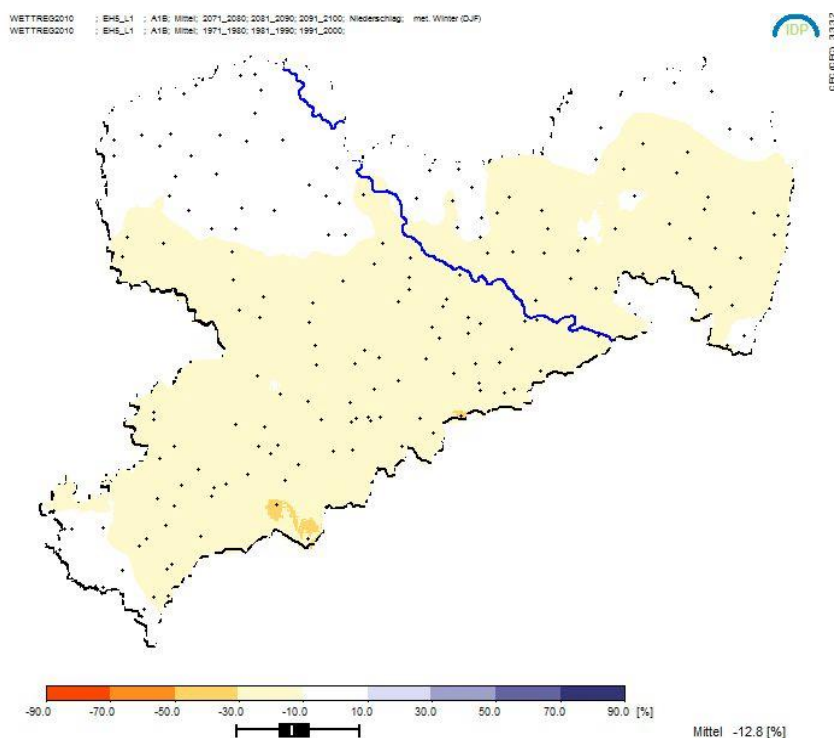 WETTREG2010 ; EH5_L1 ; A1B; Mittel; 2071_2080; 2081_2090; 2091_2100; Niederschlag; met. Winter (DJF)
WETTREG2010 ; EH5_L1 ; A1B; Mittel; 1971_1980; 1981_1990; 1991_2000;
IDP
-90.0 -70.0 -50.0 -30.0 -10.0 10.0 30.0 50.0 70.0 90.0 [%]
Mittel -12.8 [%]